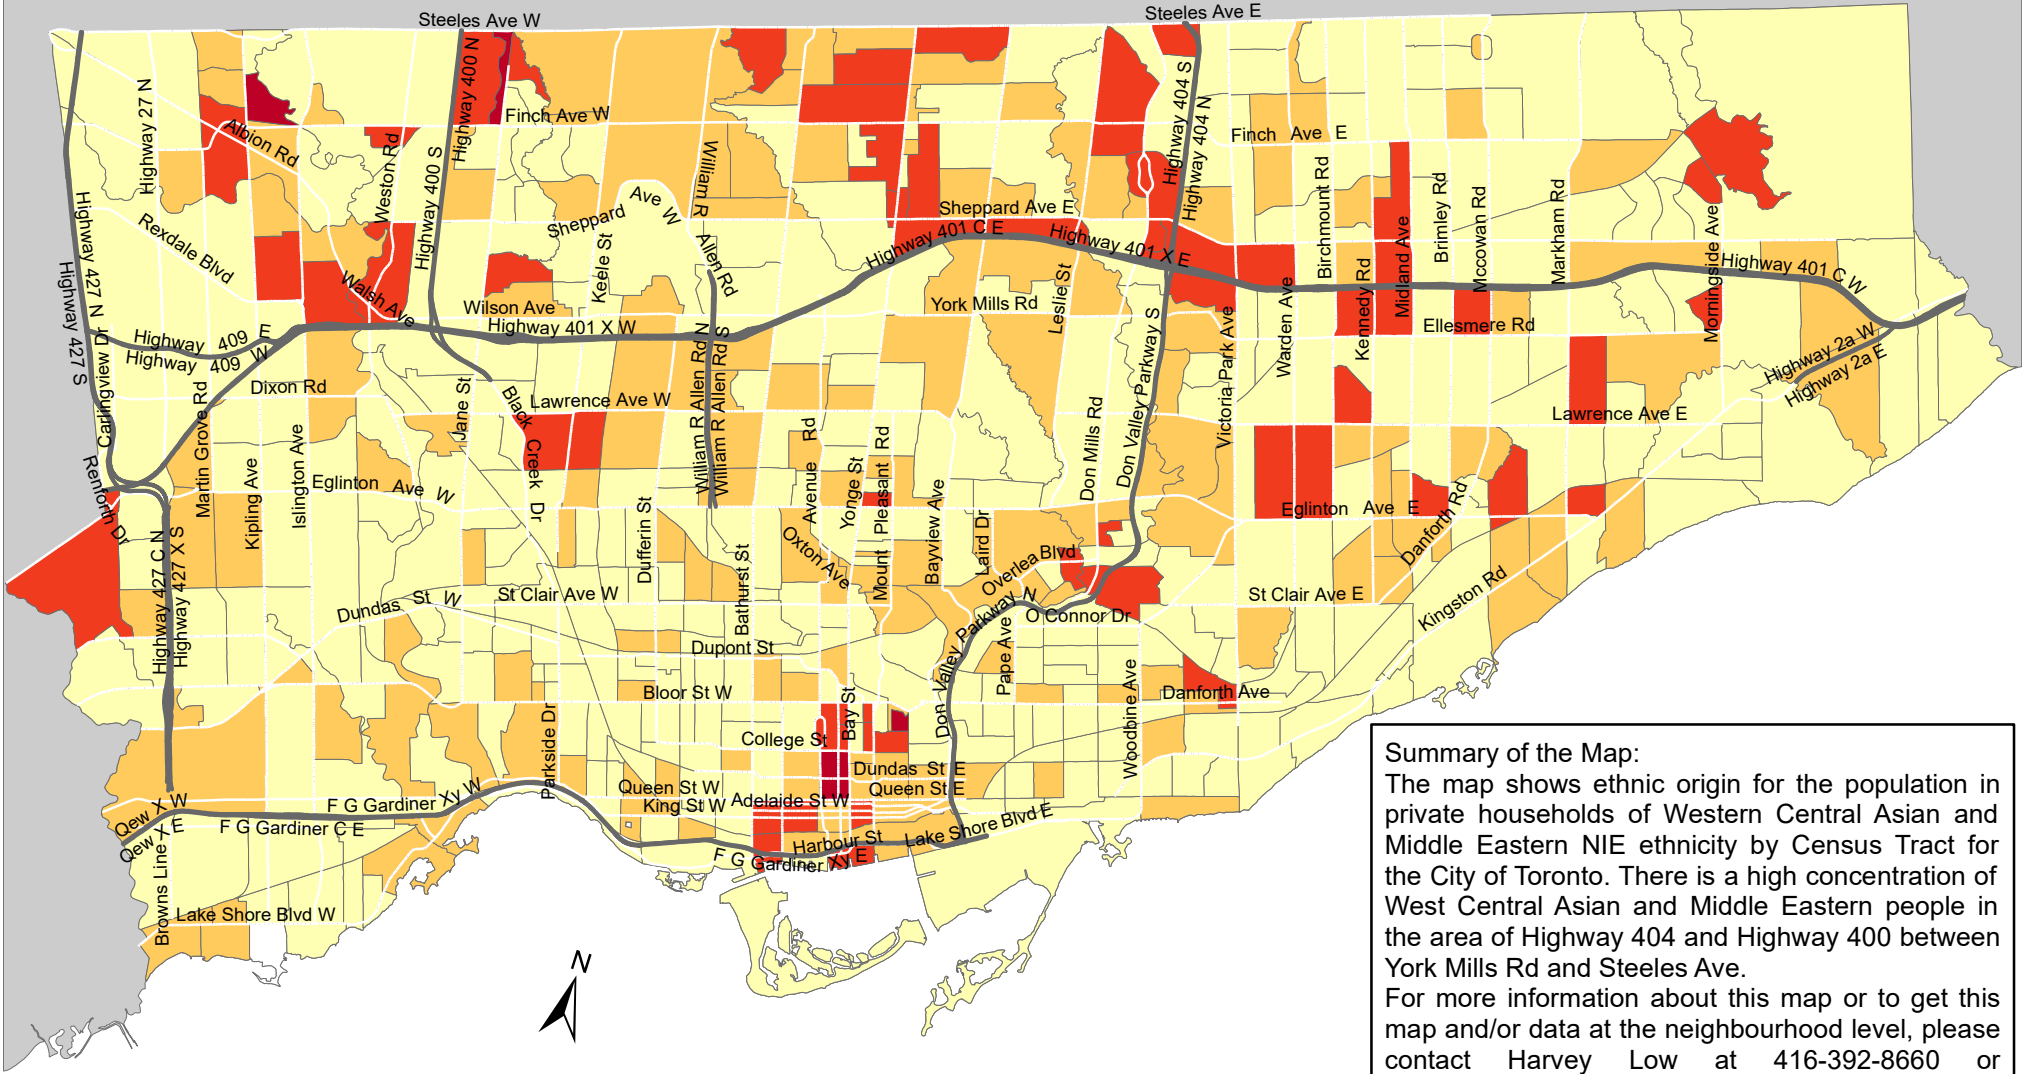 Steeles Ave W
Steeles Ave E
Highway 27 N
Highway 400 N
Highway 404 S
Highway 404 N
Finch Ave W
Finch Ave E
Albion Rd
Weston Rd
Highway 400 S
William R
Allen Rd
Sheppard Ave W
Sheppard Ave E
Birchmount Rd
Midland Ave
Brimley Rd
Mccowan Rd
Markham Rd
Morningside Ave
Highway 427 N
Highway 427 S
Rexdale Blvd
Walsh Ave
Keele St
Wilson Ave
Highway 401 X W
Highway 401 C E
Highway 401 X E
Highway 401 C W
York Mills Rd
Leslie St
Kennedy Rd
Warden Ave
Ellesmere Rd
Highway 2a W
Highway 2a E
Highway 409 E
Highway 409 W
Carlingview Dr
Dixon Rd
Martin Grove Rd
Jane St
Black Creek Dr
Lawrence Ave W
Lawrence Ave E
William R Allen Rd N
William R Allen Rd S
Don Valley Parkway S
Victoria Park Ave
Don Mills Rd
Renforth Dr
Kipling Ave
Islington Ave
Eglinton Ave W
Eglinton Ave E
Avenue Rd
Yonge St
Mount Pleasant Rd
Bayview Ave
Laird Dr
Overlea Blvd
Danforth Rd
Highway 427 C N
Highway 427 X S
Dufferin St
Bathurst St
Oxton Ave
Dundas St W
St Clair Ave W
St Clair Ave E
Kingston Rd
O Connor Dr
Don Valley Parkway N
Pape Ave
Dupont St
Bloor St W
Bay St
Woodbine Ave
Danforth Ave
Parkside Dr
College St
Dundas St E
Queen St W
Queen St E
King St W
Adelaide St W
Qew X W
Qew X E
F G Gardiner Xy W
F G Gardiner C E
Harbour St
Lake Shore Blvd E
F G Gardiner Xy E
Browns Line
Lake Shore Blvd W
N
Summary of the Map:
The map shows ethnic origin for the population in
private households of Western Central Asian and
Middle Eastern NIE ethnicity by Census Tract for
the City of Toronto. There is a high concentration of
West Central Asian and Middle Eastern people in
the area of Highway 404 and Highway 400 between
York Mills Rd and Steeles Ave.
For more information about this map or to get this
map and/or data at the neighbourhood level, please
contact Harvey Low at 416-392-8660 or